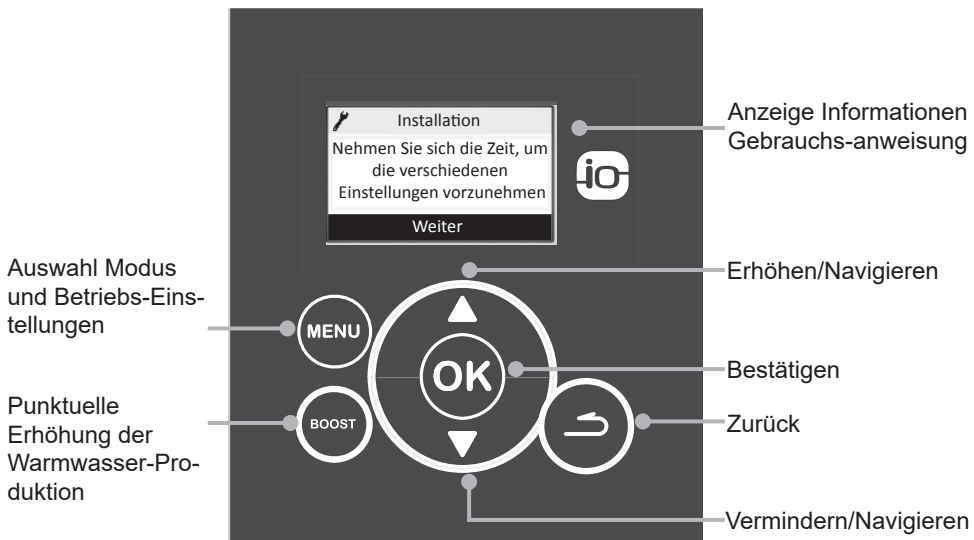 Installation
Nehmen Sie sich die Zeit, um
die verschiedenen
Einstellungen vorzunehmen
Weiter
io
Anzeige Informationen
Gebrauchs-anweisung
Auswahl Modus
und Betriebs-Eins-
tellungen
MENU
Erhöhen/Navigieren
OK
Bestätigen
Punktuelle
Erhöhung der
Warmwasser-Pro-
duktion
BOOST
Zurück
Vermindern/Navigieren